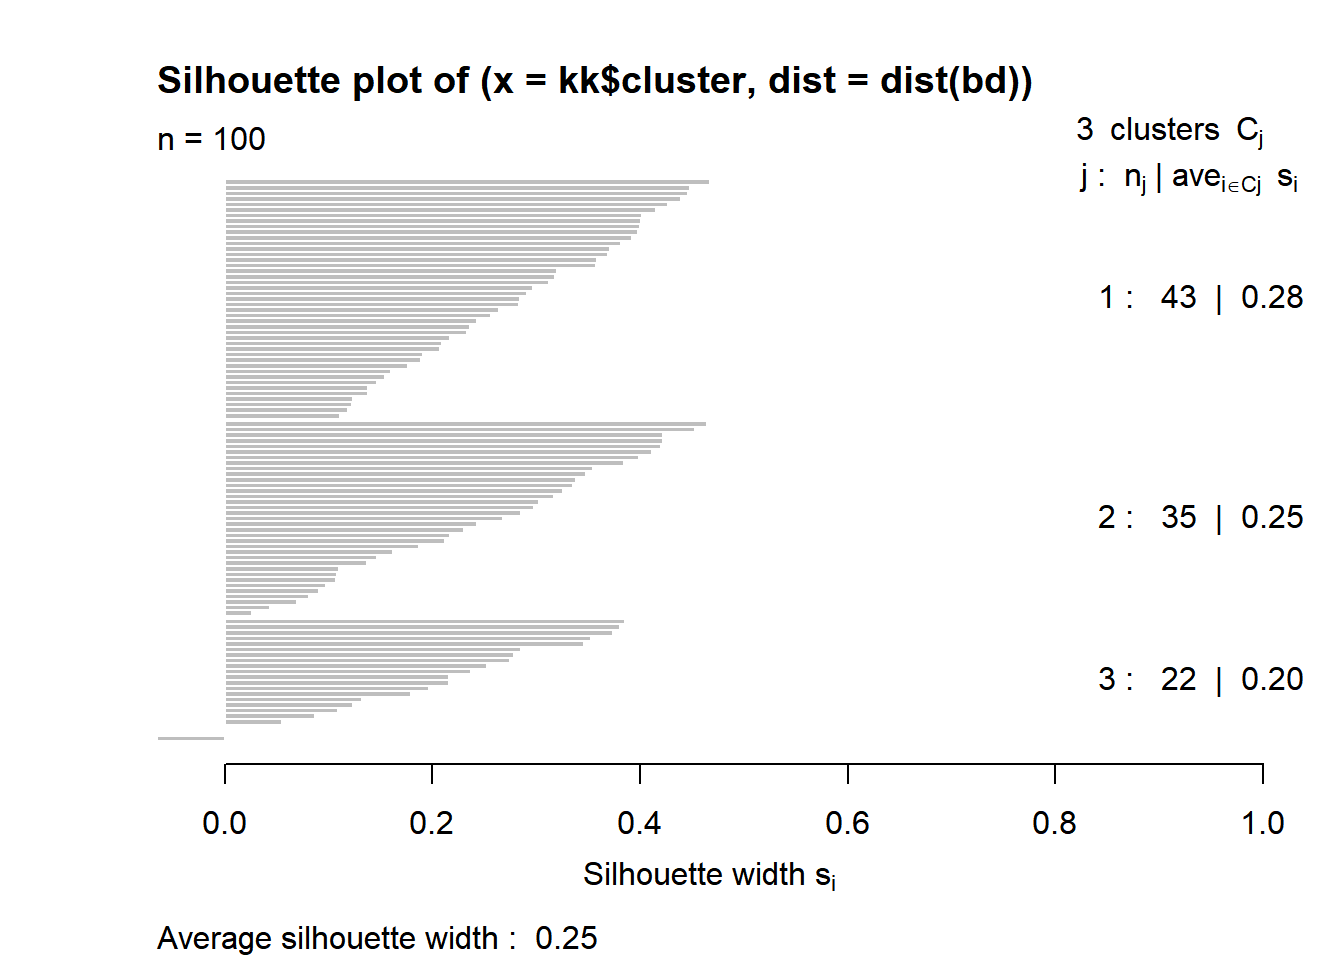 Silhouette plot of (x = kk$cluster, dist = dist(bd))
n = 100
3 clusters Cj
j : nj | avei∈Cj si
1 : 43 | 0.28
2 : 35 | 0.25
3 : 22 | 0.20
0.0 0.2 0.4 0.6 0.8 1.0
Silhouette width si
Average silhouette width : 0.25